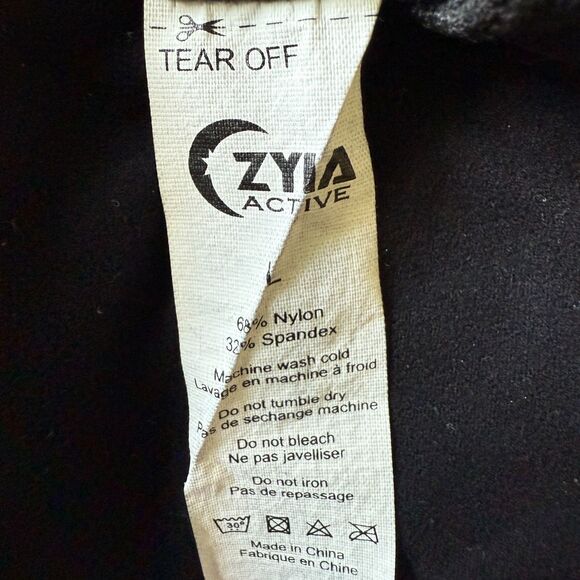 TEAR OFF
ZYIA
ACTIVE
L
68% Nylon
32% Spandex
Machine wash cold
Lavage en machine à froid
Do not tumble dry
Pas de sechange machine
Do not bleach
Ne pas javelliser
Do not iron
Pas de repassage
30°
Made in China
Fabrique en Chine